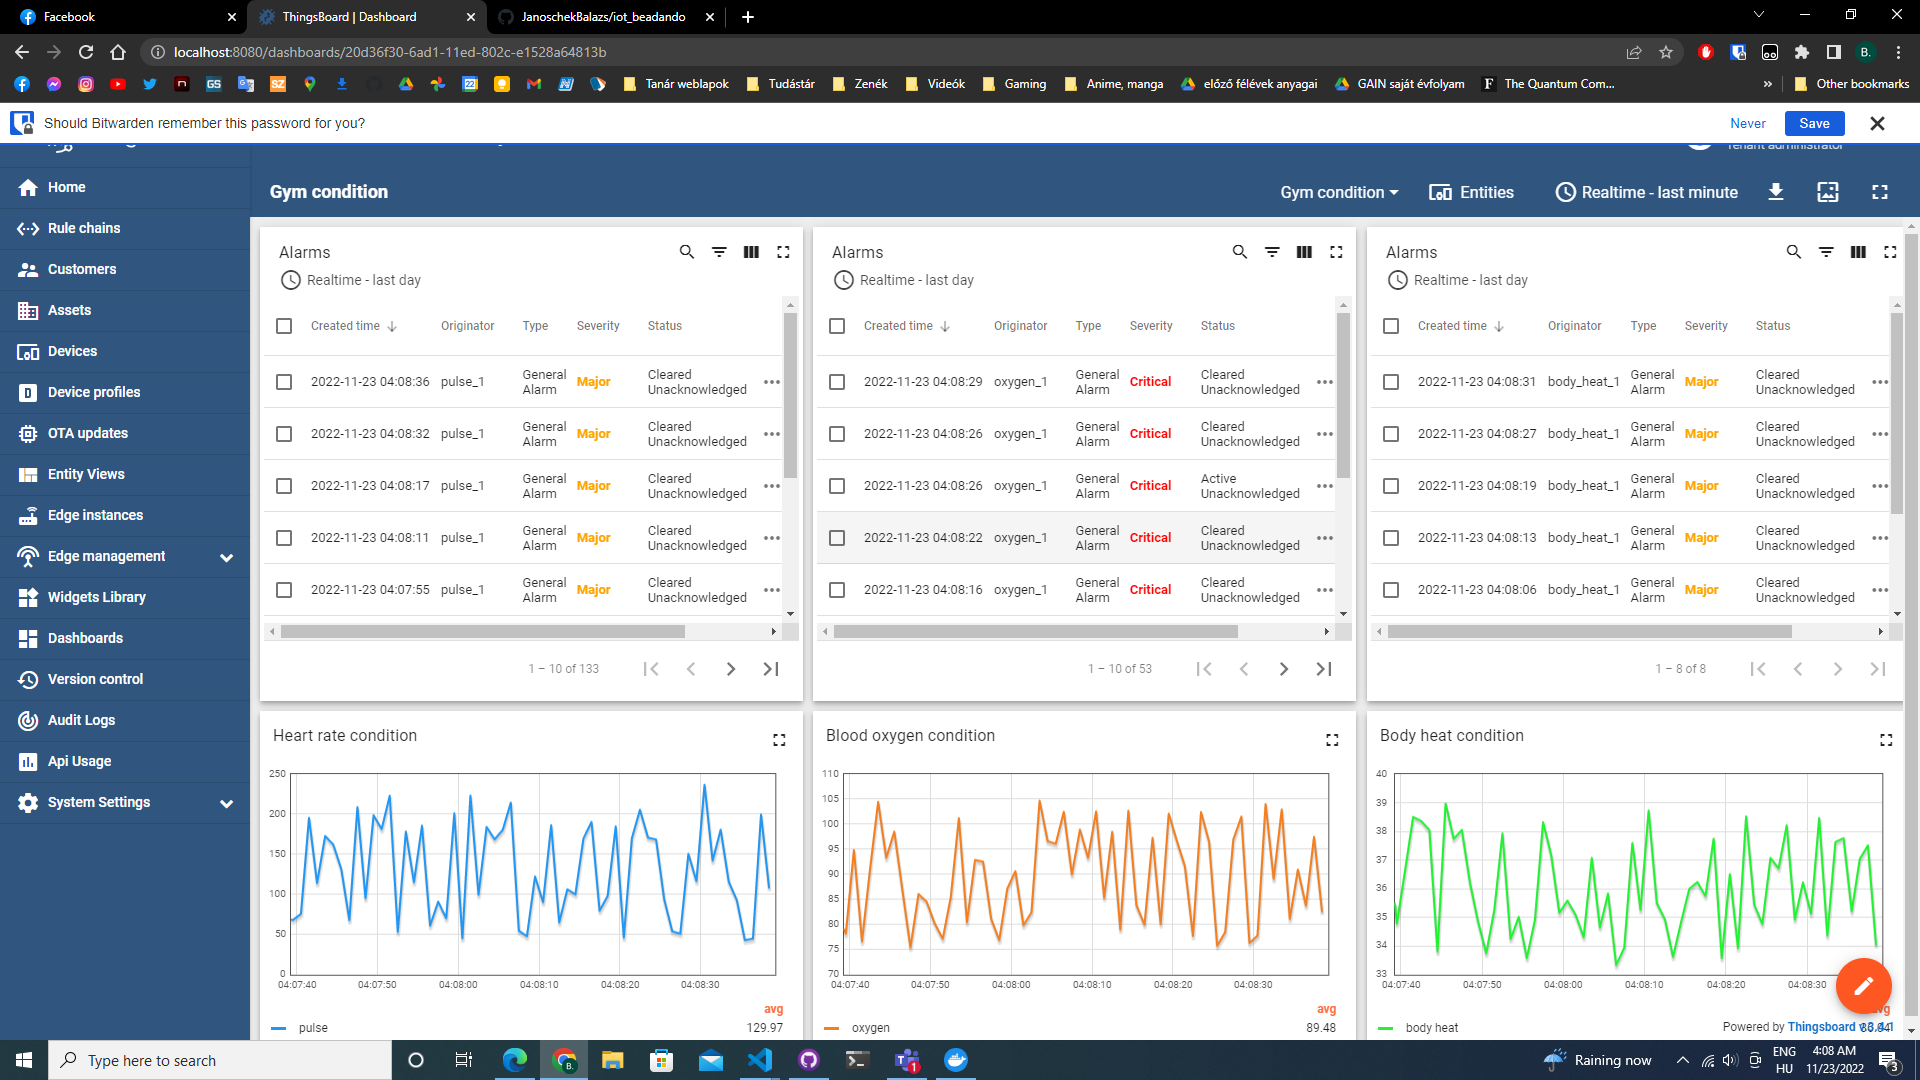 Facebook
ThingsBoard | Dashboard
JanoschekBalazs/iot_beadando
localhost:8080/dashboards/20d36f30-6ad1-11ed-802c-e1528a64813b
B.
GS
SZ
22
Tanár weblapok
Tudástár
Zenék
Videók
Gaming
Anime, manga
előző félévek anyagai
GAIN saját évfolyam
The Quantum Com...
Other bookmarks
Should Bitwarden remember this password for you?
Never
Save
Tenant administrator
Home
Rule chains
Customers
Assets
Devices
Device profiles
OTA updates
Entity Views
Edge instances
Edge management
Widgets Library
Dashboards
Version control
Audit Logs
Api Usage
System Settings
Gym condition
Gym condition
Entities
Realtime - last minute
Alarms
Realtime - last day
Created time Originator Type Severity Status
2022-11-23 04:08:36 pulse_1 General Alarm Major Cleared Unacknowledged
2022-11-23 04:08:32 pulse_1 General Alarm Major Cleared Unacknowledged
2022-11-23 04:08:17 pulse_1 General Alarm Major Cleared Unacknowledged
2022-11-23 04:08:11 pulse_1 General Alarm Major Cleared Unacknowledged
2022-11-23 04:07:55 pulse_1 General Alarm Major Cleared Unacknowledged
1 – 10 of 133
Alarms
Realtime - last day
Created time Originator Type Severity Status
2022-11-23 04:08:29 oxygen_1 General Alarm Critical Cleared Unacknowledged
2022-11-23 04:08:26 oxygen_1 General Alarm Critical Cleared Unacknowledged
2022-11-23 04:08:26 oxygen_1 General Alarm Critical Active Unacknowledged
2022-11-23 04:08:22 oxygen_1 General Alarm Critical Cleared Unacknowledged
2022-11-23 04:08:16 oxygen_1 General Alarm Critical Cleared Unacknowledged
1 – 10 of 53
Alarms
Realtime - last day
Created time Originator Type Severity Status
2022-11-23 04:08:31 body_heat_1 General Alarm Major Cleared Unacknowledged
2022-11-23 04:08:27 body_heat_1 General Alarm Major Cleared Unacknowledged
2022-11-23 04:08:19 body_heat_1 General Alarm Major Cleared Unacknowledged
2022-11-23 04:08:13 body_heat_1 General Alarm Major Cleared Unacknowledged
2022-11-23 04:08:06 body_heat_1 General Alarm Major Cleared Unacknowledged
1 – 8 of 8
Heart rate condition
250
200
150
100
50
0
04:07:40 04:07:50 04:08:00 04:08:10 04:08:20 04:08:30
avg
pulse 129.97
Blood oxygen condition
110
105
100
95
90
85
80
75
70
04:07:40 04:07:50 04:08:00 04:08:10 04:08:20 04:08:30
avg
oxygen 89.48
Body heat condition
40
39
38
37
36
35
34
33
04:07:40 04:07:50 04:08:00 04:08:10 04:08:20 04:08:30
body heat
Powered by Thingsboard
Type here to search
Raining now
ENG
HU
4:08 AM
11/23/2022
3